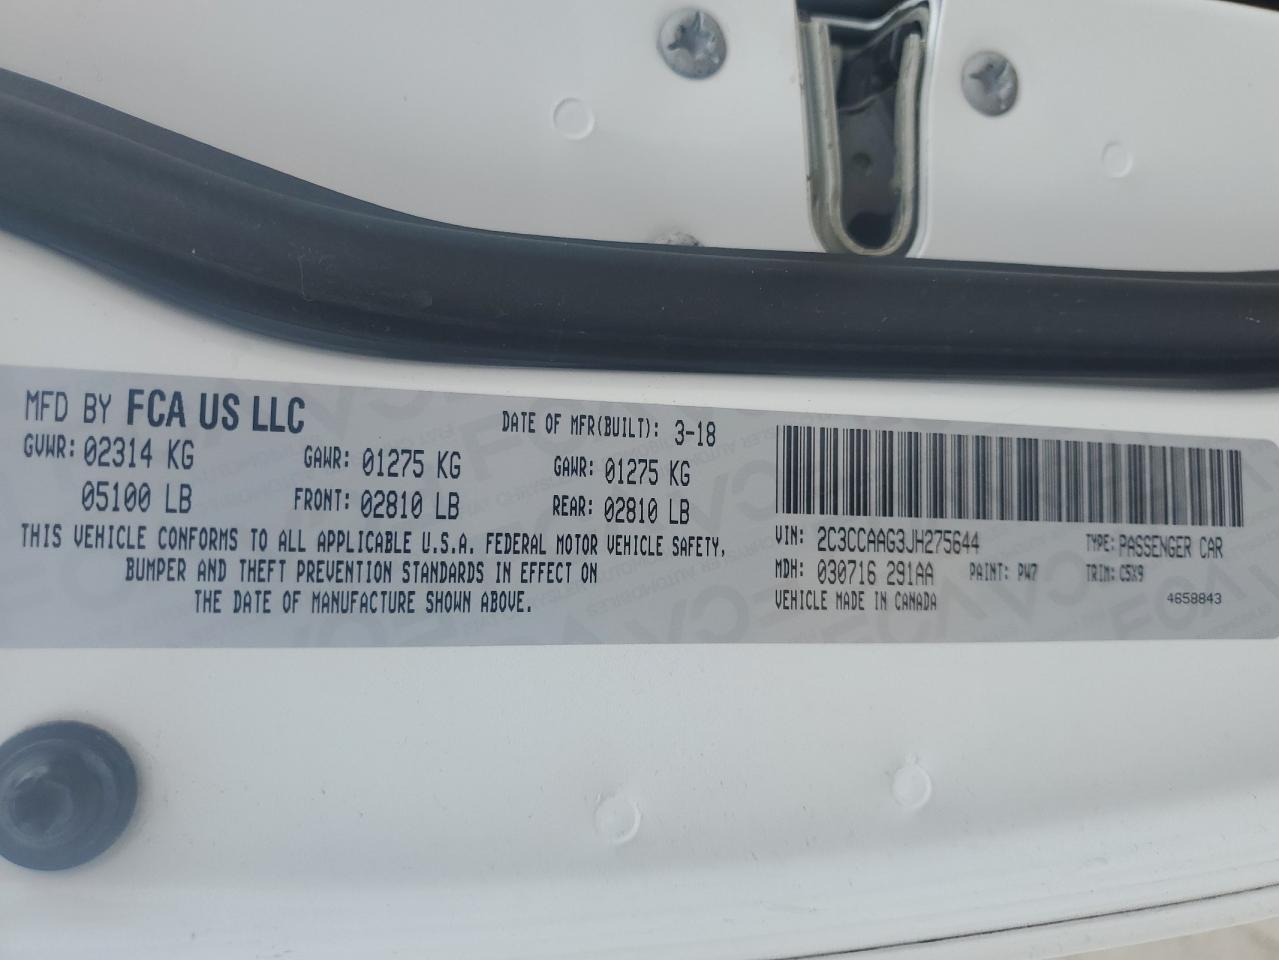 MFD BY FCA US LLC DATE OF MFR(BUILT): 3-18
GVWR: 02314 KG GAWR: 01275 KG GAWR: 01275 KG
05100 LB FRONT: 02810 LB REAR: 02810 LB
THIS VEHICLE CONFORMS TO ALL APPLICABLE U.S.A. FEDERAL MOTOR VEHICLE SAFETY,
BUMPER AND THEFT PREVENTION STANDARDS IN EFFECT ON
THE DATE OF MANUFACTURE SHOWN ABOVE.
VIN: 2C3CCAAG3JH275644 TYPE: PASSENGER CAR
MDH: 030716 291AA PAINT: PW7 TRIM: C5X9
VEHICLE MADE IN CANADA 4658843